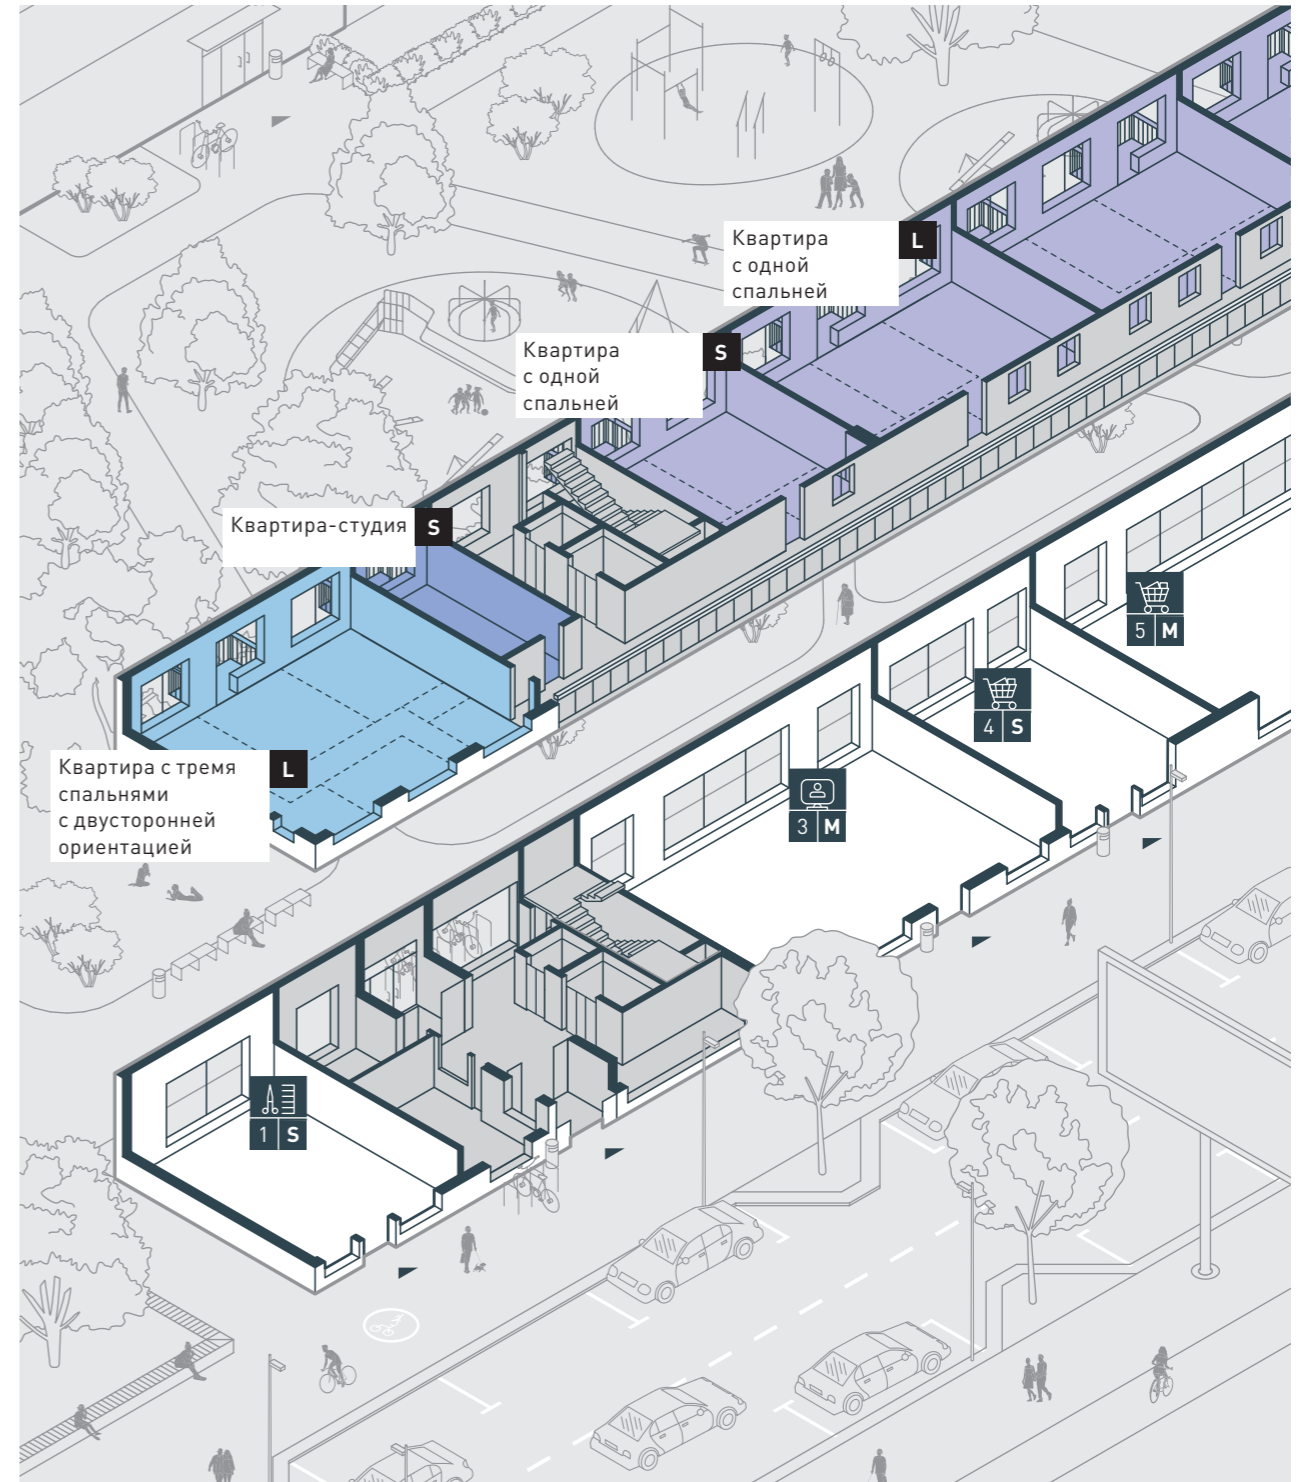 Квартира
с одной
спальней
L
Квартира
с одной
спальней
S
Квартира-студия
S
Квартира с тремя
спальнями
с двусторонней
ориентацией
L
5 M
4 S
3 M
1 S